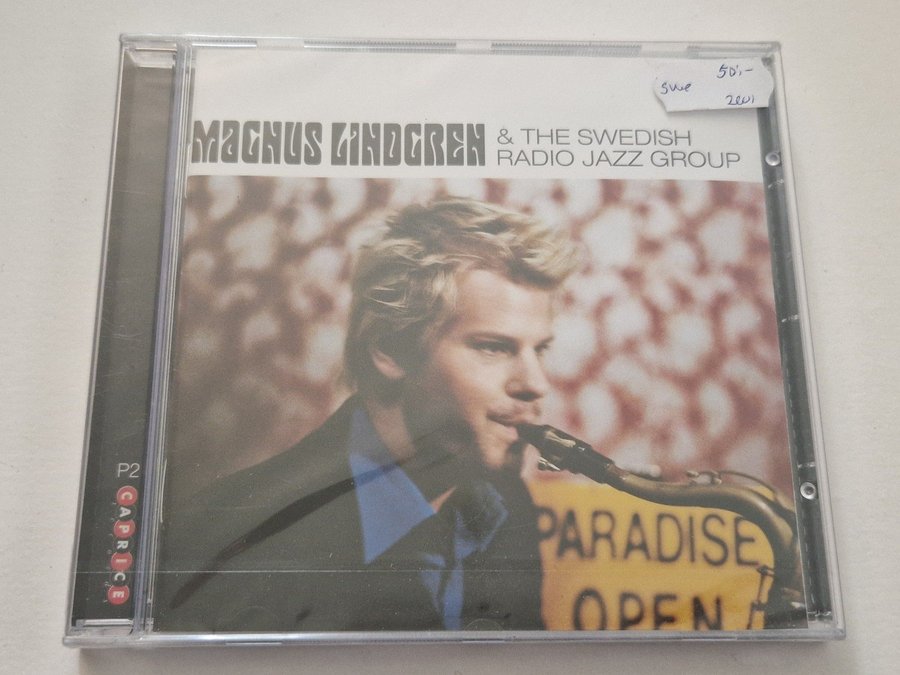 swe 50:-
2001
MAGNUS LINDGREN & THE SWEDISH
RADIO JAZZ GROUP
PARADISE
OPEN
P2
CAPRICE